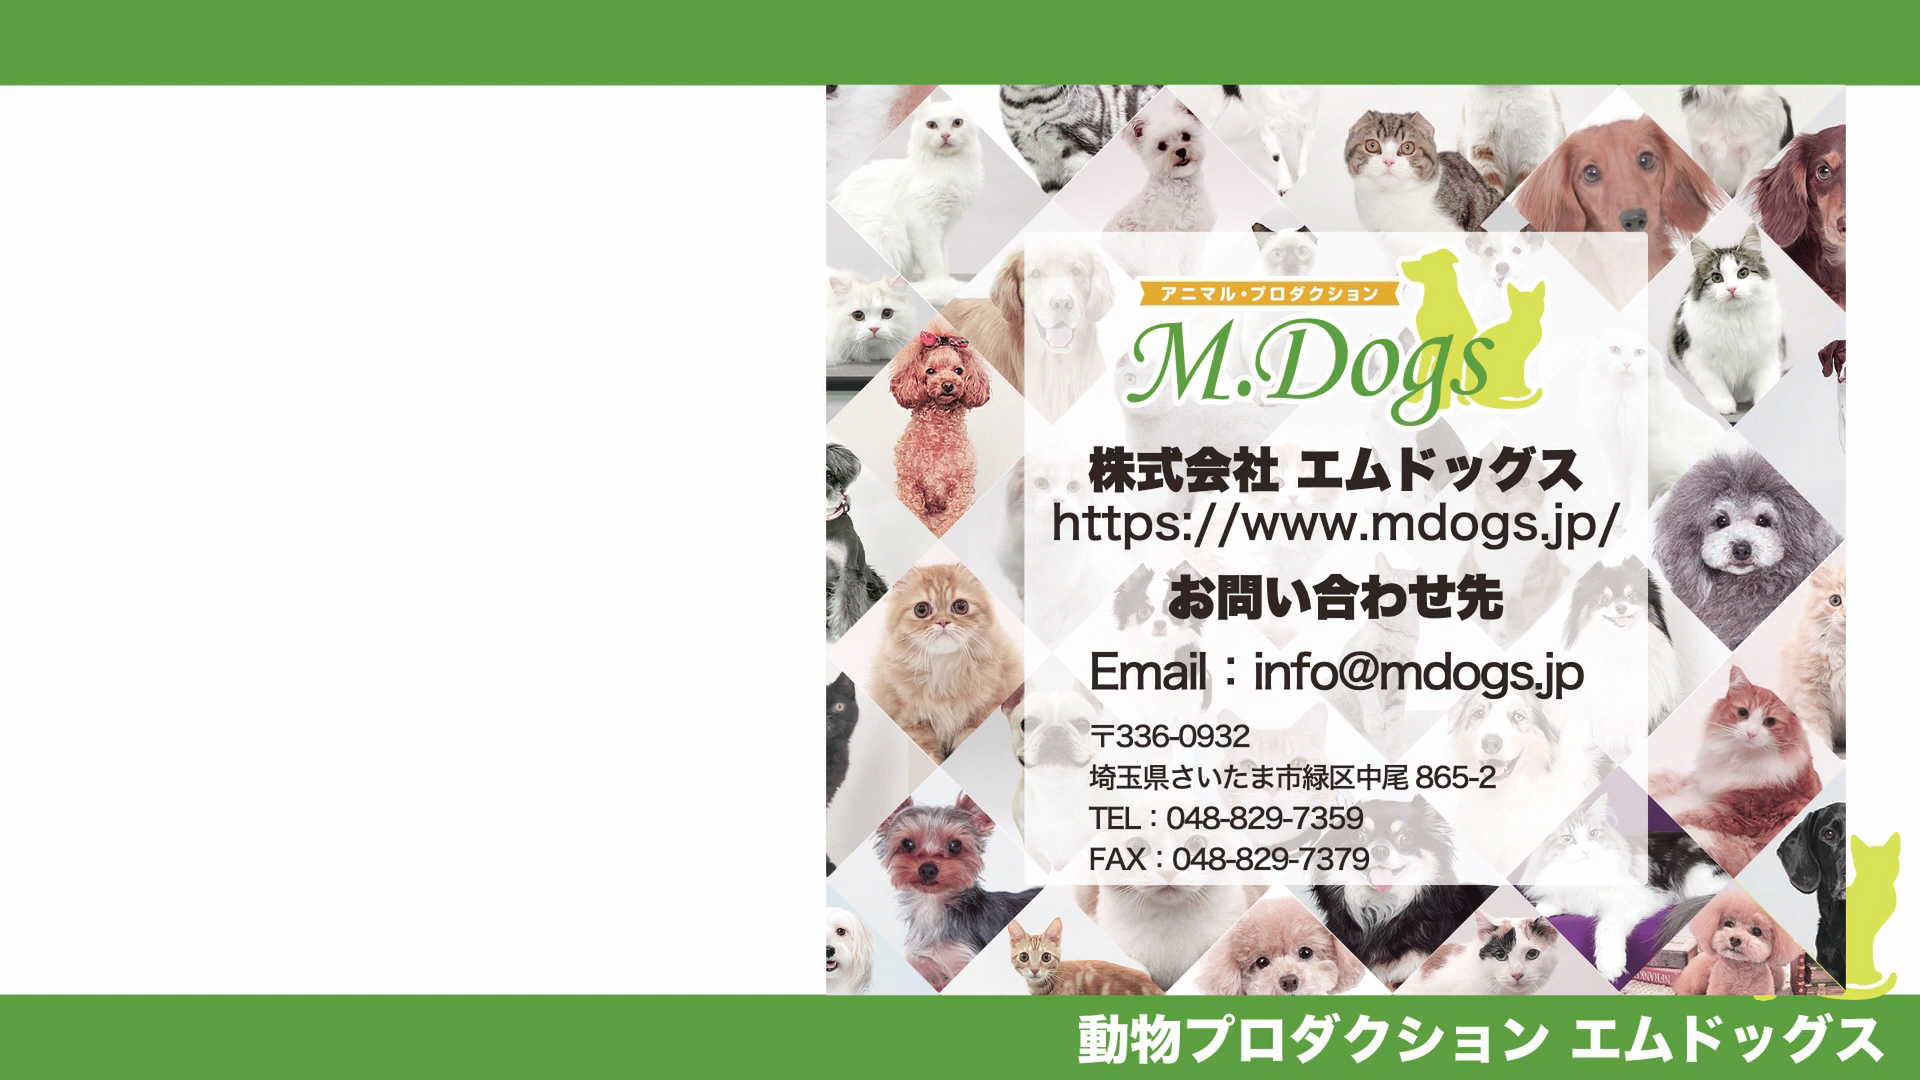 アニマル・プロダクション
M.Dogs
株式会社 エムドッグス
https://www.mdogs.jp/
お問い合わせ先
Email：info@mdogs.jp
〒336-0932
埼玉県さいたま市緑区中尾 865-2
TEL：048-829-7359
FAX：048-829-7379
動物プロダクション エムドッグス